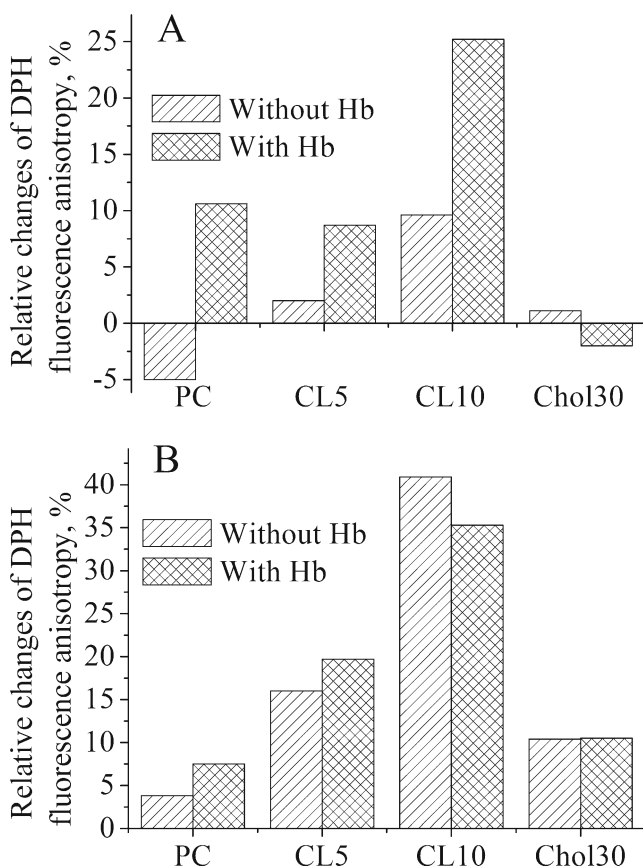 A
Relative changes of DPH
fluorescence anisotropy, %
25
20
15
10
5
0
-5
Without Hb
With Hb
PC CL5 CL10 Chol30
B
Relative changes of DPH
fluorescence anisotropy, %
40
35
30
25
20
15
10
5
0
Without Hb
With Hb
PC CL5 CL10 Chol30